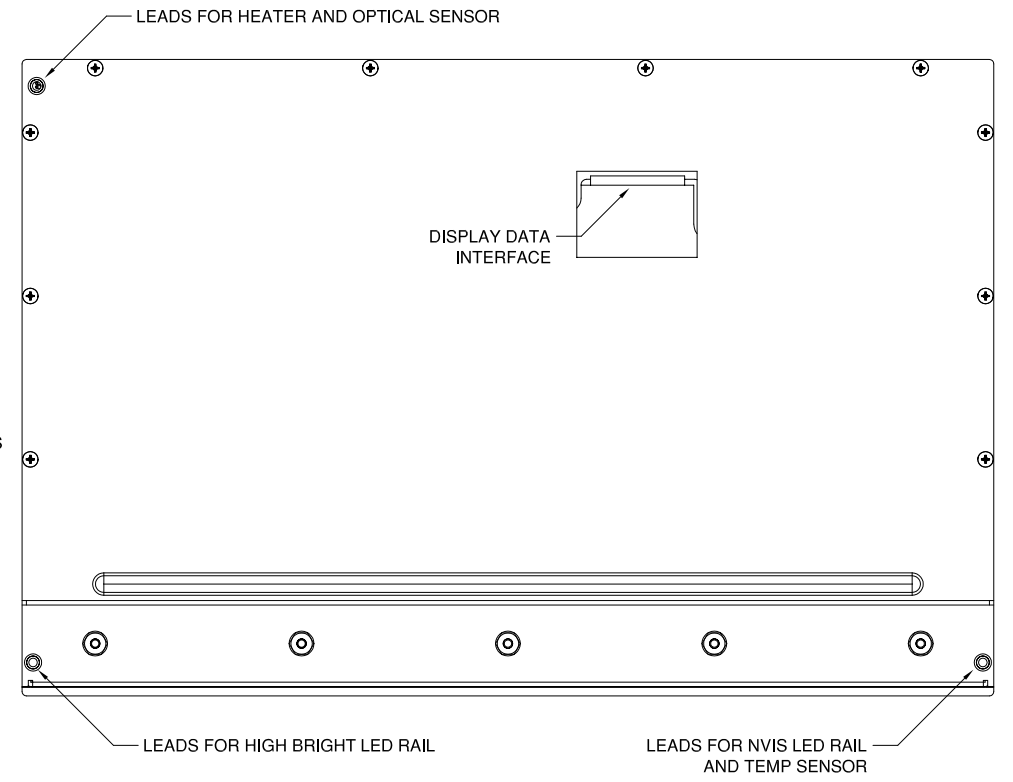 LEADS FOR HEATER AND OPTICAL SENSOR
DISPLAY DATA
INTERFACE
s
LEADS FOR HIGH BRIGHT LED RAIL
LEADS FOR NVIS LED RAIL
AND TEMP SENSOR